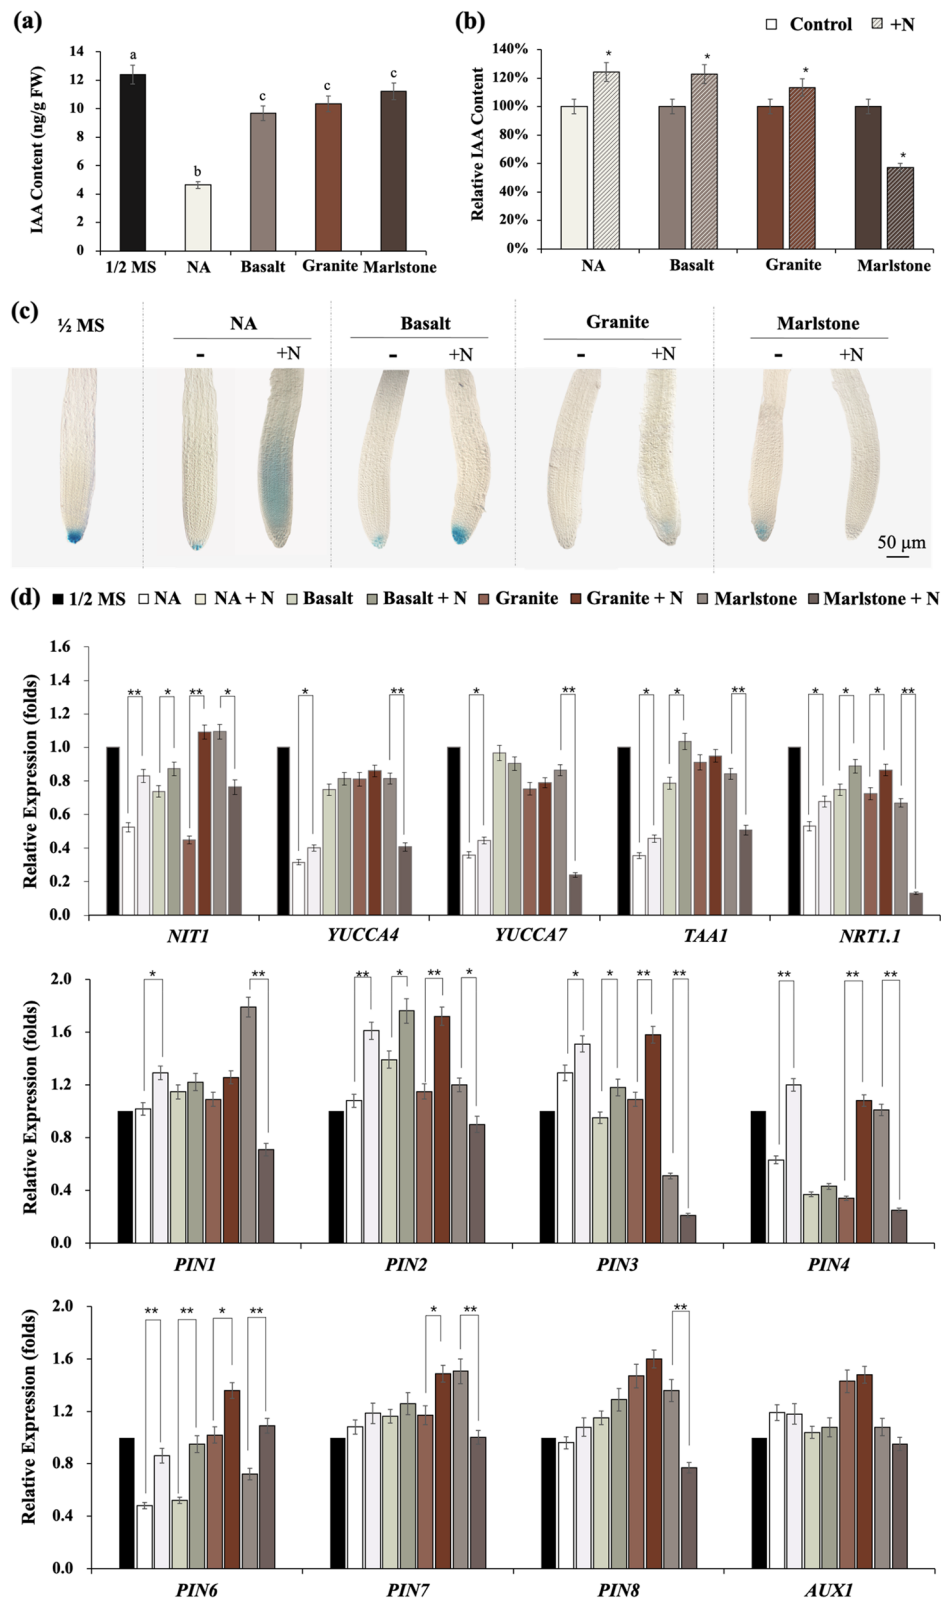 (a)
IAA Content (ng/g FW)
14
12
10
8
6
4
2
0
a
b
c
c
c
1/2 MS NA Basalt Granite Marlstone
(b)
Control +N
Relative IAA Content
140%
120%
100%
80%
60%
40%
20%
0%
* * * *
NA Basalt Granite Marlstone
(c)
½ MS NA Basalt Granite Marlstone
- +N - +N - +N - +N
50 μm
(d)
1/2 MS NA NA + N Basalt Basalt + N Granite Granite + N Marlstone Marlstone + N
Relative Expression (folds)
1.6
1.4
1.2
1.0
0.8
0.6
0.4
0.2
0.0
** * ** * * ** * ** * * ** * * * **
NIT1 YUCCA4 YUCCA7 TAA1 NRT1.1
Relative Expression (folds)
2.0
1.6
1.2
0.8
0.4
0.0
* ** ** * ** * * * ** ** ** ** **
PIN1 PIN2 PIN3 PIN4
Relative Expression (folds)
2.0
1.6
1.2
0.8
0.4
0.0
** ** * ** * ** **
PIN6 PIN7 PIN8 AUX1